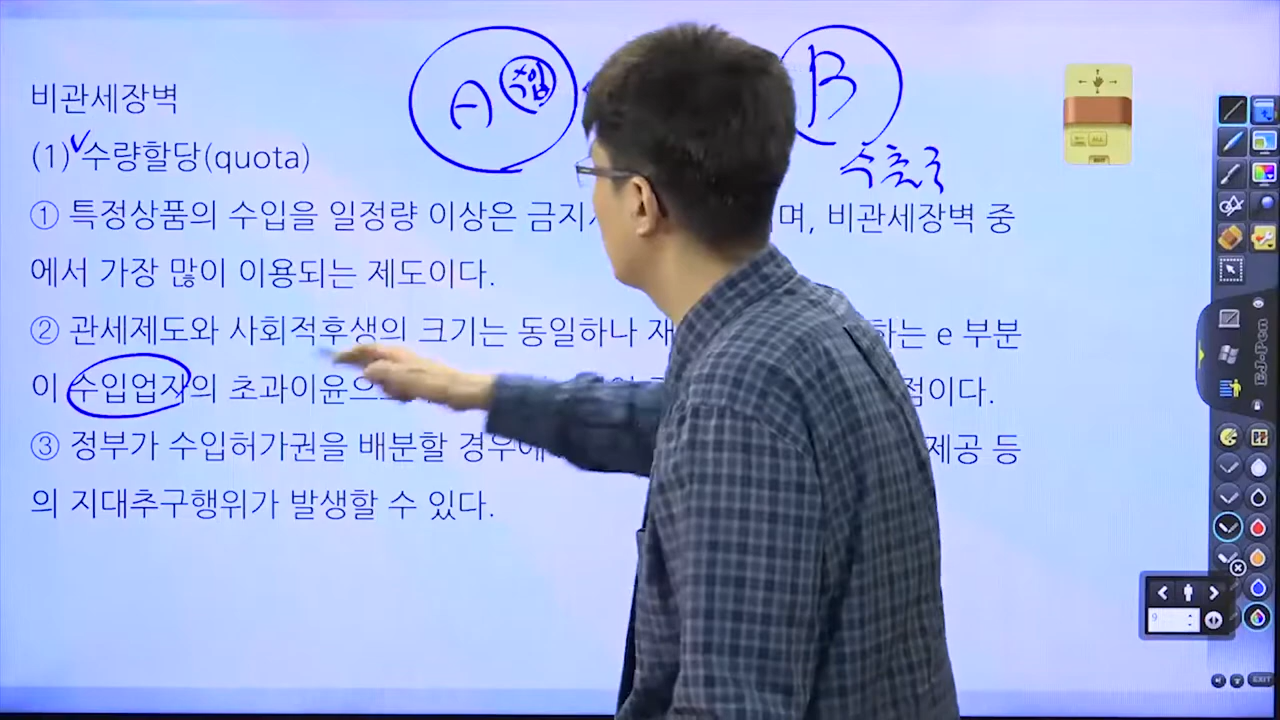 A 수입 B
수출국
비관세장벽
(1) 수량할당(quota)
① 특정상품의 수입을 일정량 이상은 금지 며, 비관세장벽 중
에서 가장 많이 이용되는 제도이다.
② 관세제도와 사회적후생의 크기는 동일하나 재 하는 e 부분
이 수입업자의 초과이윤으 점이다.
③ 정부가 수입허가권을 배분할 경우에 제공 등
의 지대추구행위가 발생할 수 있다.
EJ-Pen
ALL
EXIT
9